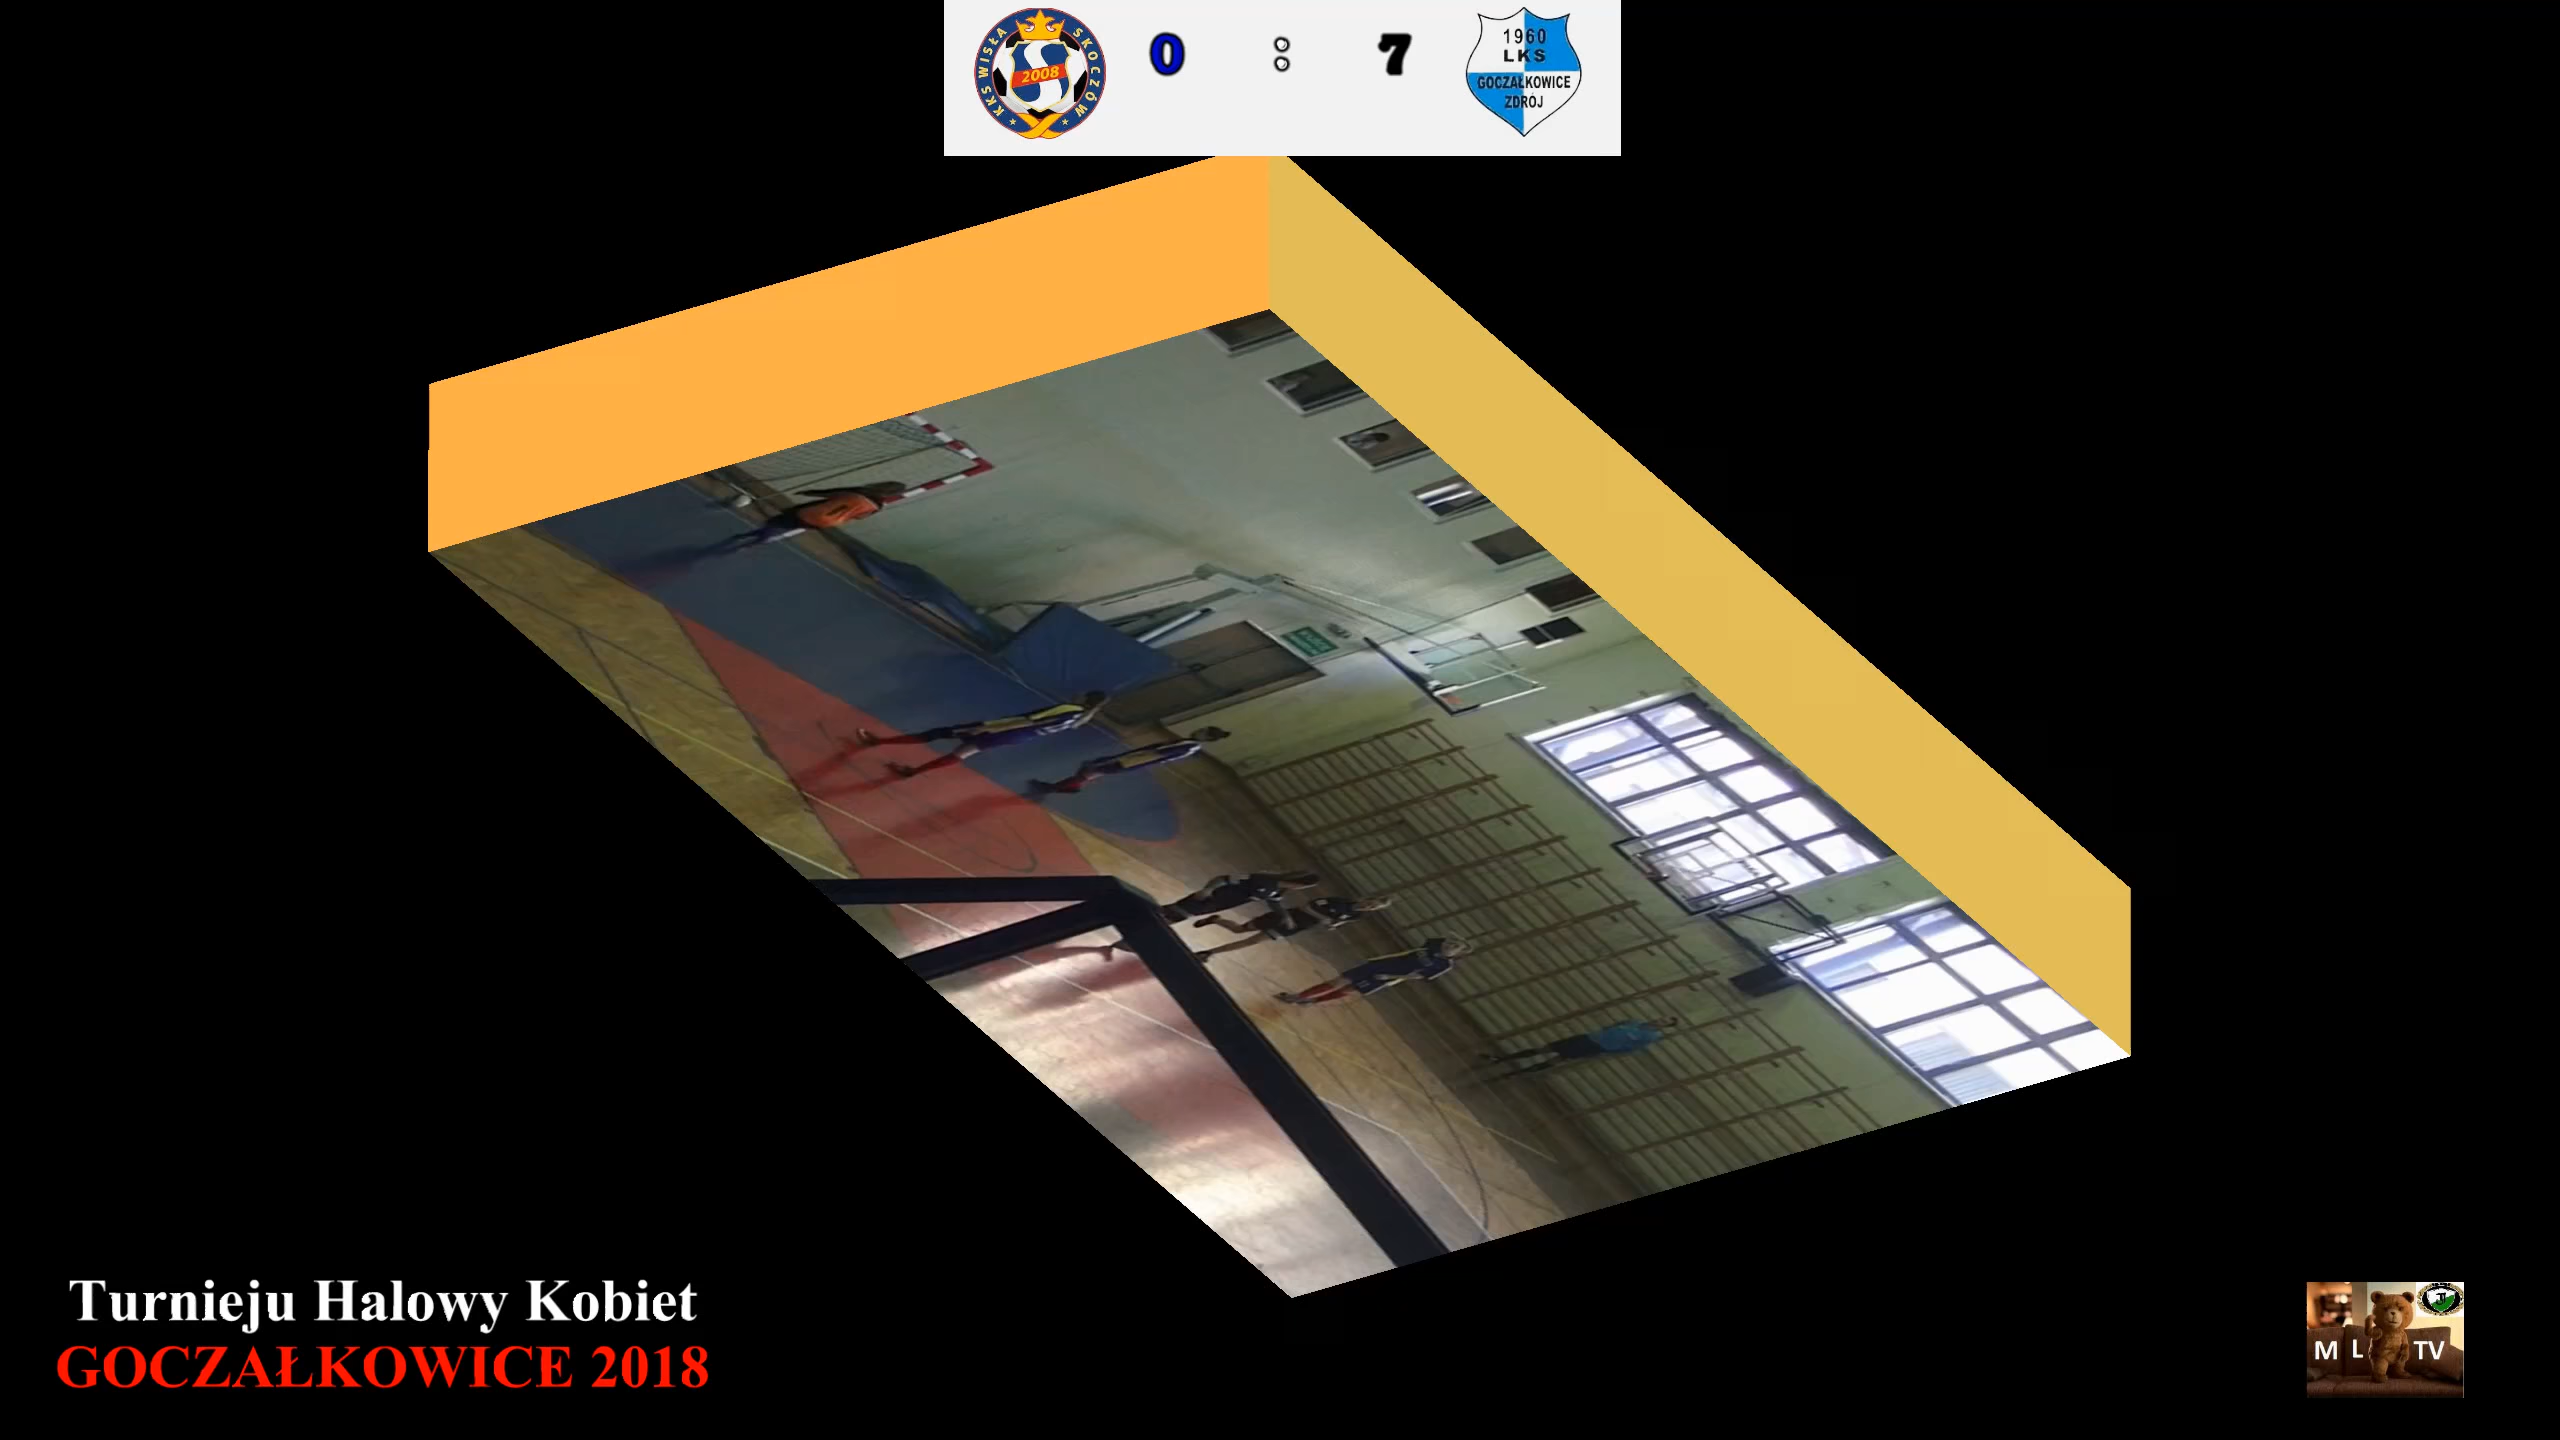 KKS WISŁA SKOCZÓW
2008
0 : 7
1960
LKS
GOCZAŁKOWICE
ZDRÓJ
Turnieju Halowy Kobiet
GOCZAŁKOWICE 2018
M L TV